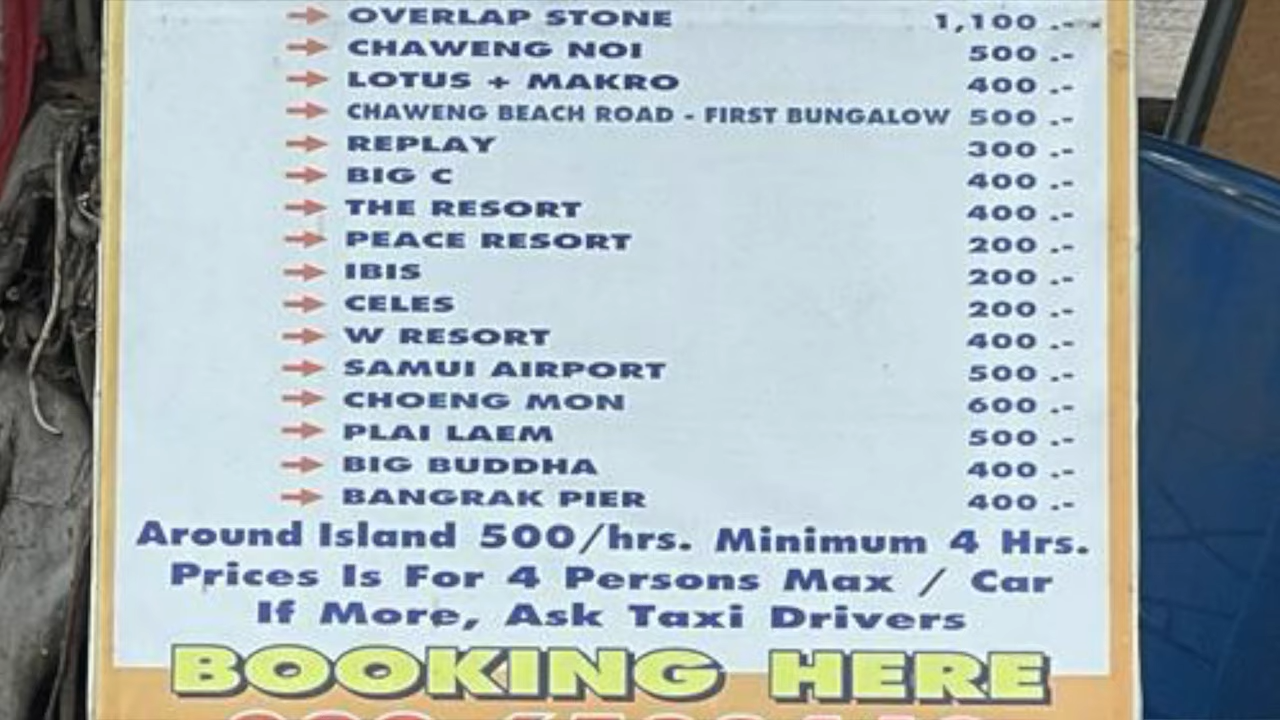 OVERLAP STONE 1,100 .-
CHAWENG NOI 500 .-
LOTUS + MAKRO 400 .-
CHAWENG BEACH ROAD - FIRST BUNGALOW 500 .-
REPLAY 300 .-
BIG C 400 .-
THE RESORT 400 .-
PEACE RESORT 200 .-
IBIS 200 .-
CELES 200 .-
W RESORT 400 .-
SAMUI AIRPORT 500 .-
CHOENG MON 600 .-
PLAI LAEM 500 .-
BIG BUDDHA 400 .-
BANGRAK PIER 400 .-
Around Island 500/hrs. Minimum 4 Hrs.
Prices Is For 4 Persons Max / Car
If More, Ask Taxi Drivers
BOOKING HERE